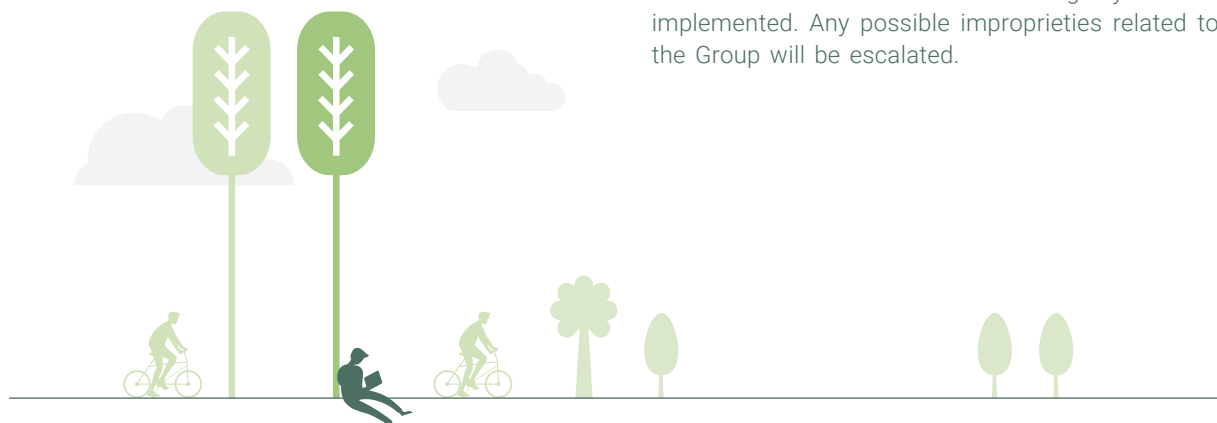 implemented. Any possible improprieties related to
the Group will be escalated.